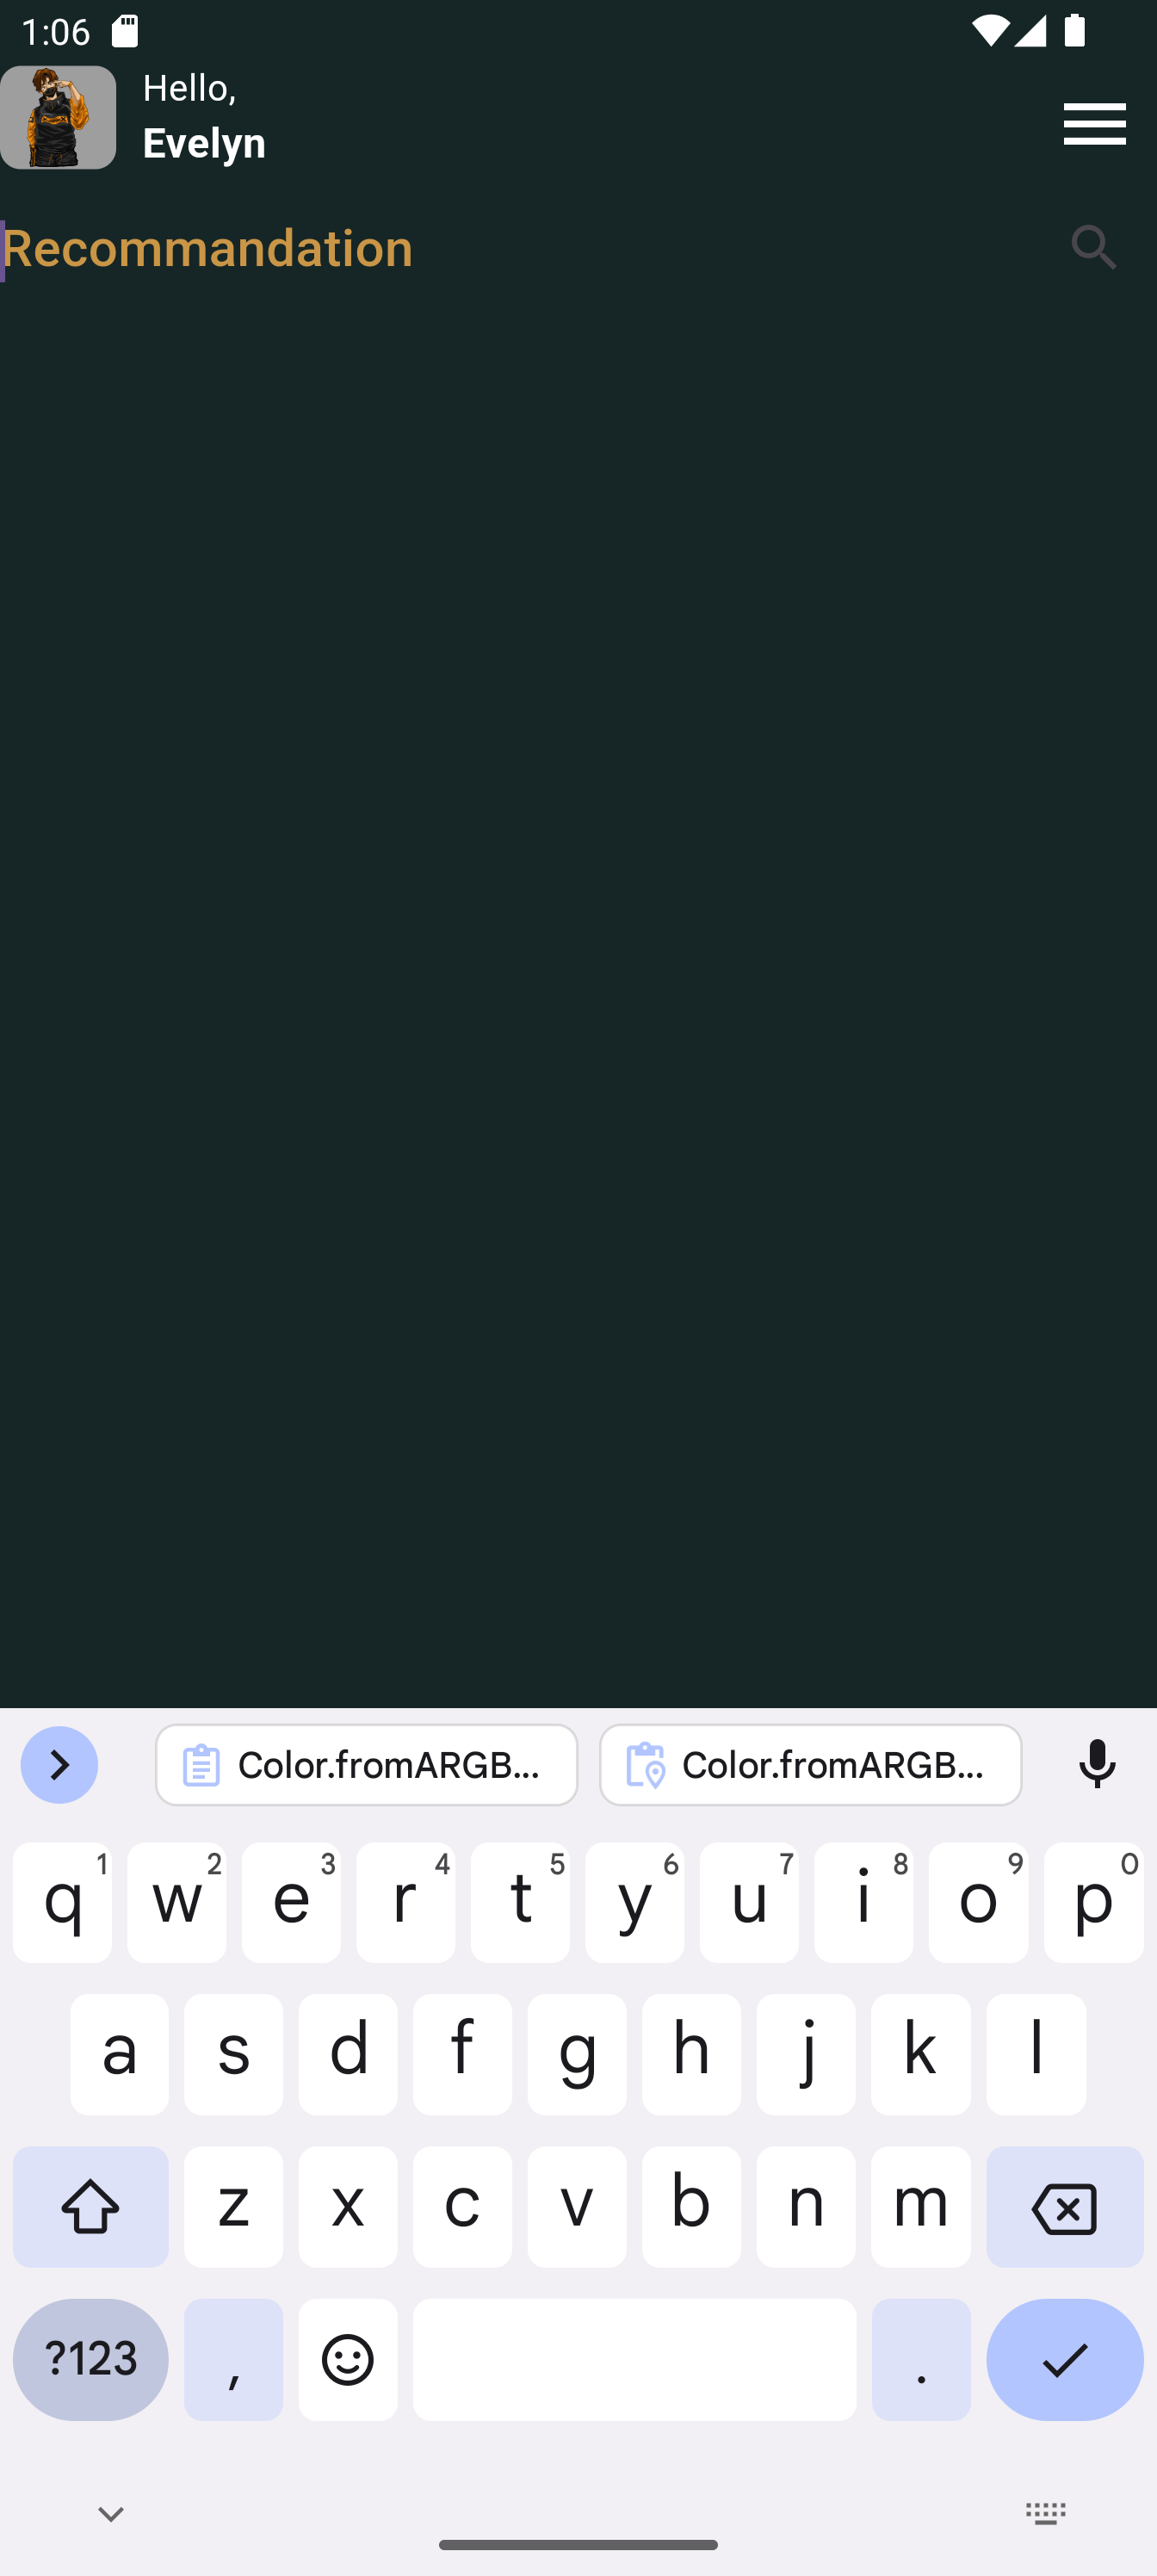 1:06
Hello,
Evelyn
Recommandation
Color.fromARGB... Color.fromARGB...
q 1 w 2 e 3 r 4 t 5 y 6 u 7 i 8 o 9 p 0
a s d f g h j k l
z x c v b n m
?123 , .